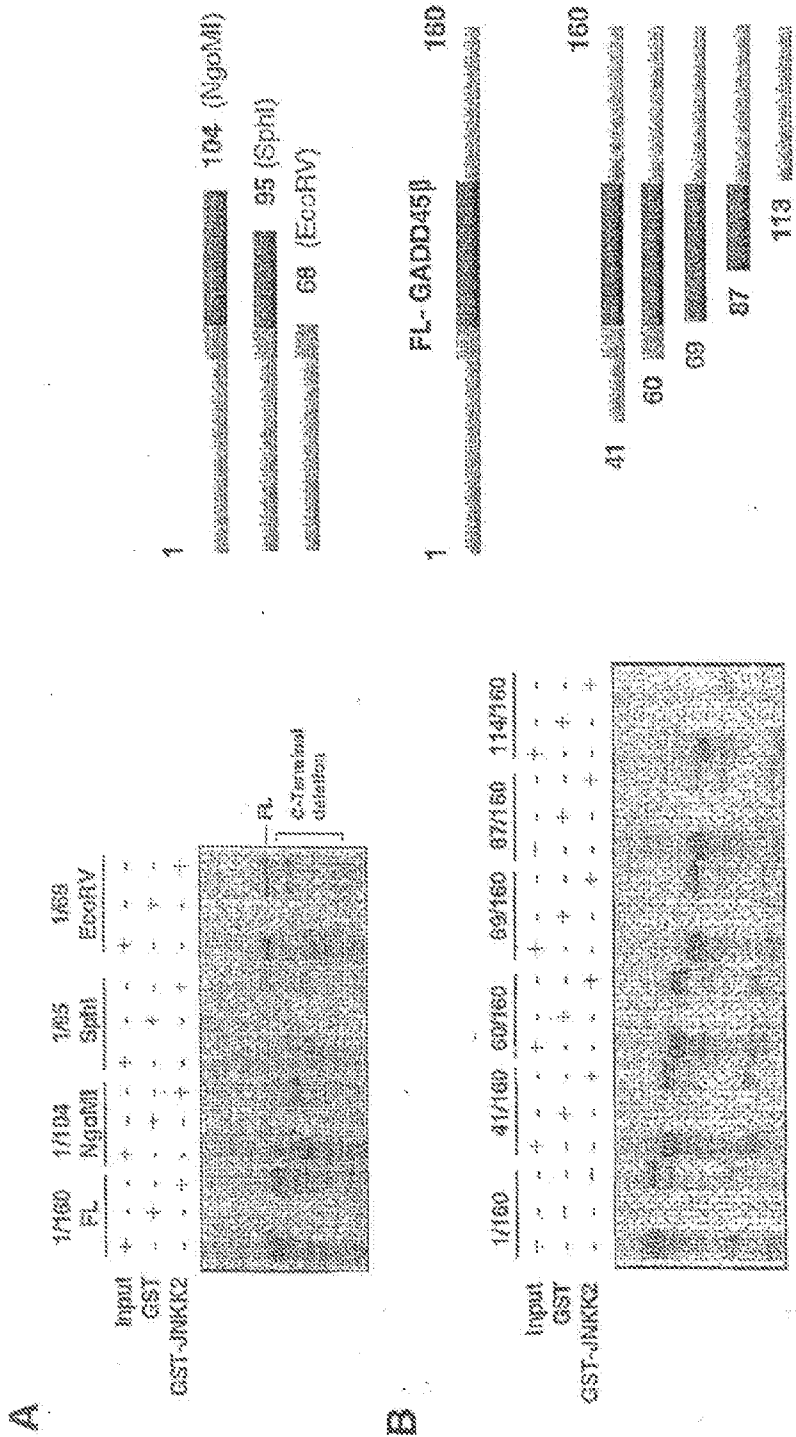 A
1/160 1/104 1/95 1/68
FL NgoMI SphI EcoRV
Input + - - + - - + - - + - -
GST - + - - + - - + - - + -
GST-JNKK2 - - + - - + - - + - - +
FL
C-Terminal
deletion
1
104 (NgoMI)
95 (SphI)
68 (EcoRV)
B
1/160 41/160 60/160 69/160 87/160 114/160
Input + - - + - - + - - + - - + - - + - -
GST - + - - + - - + - - + - - + - - + -
GST-JNKK2 - - + - - + - - + - - + - - + - - +
FL-GADD45β
1 160
160
41
60
69
87
113